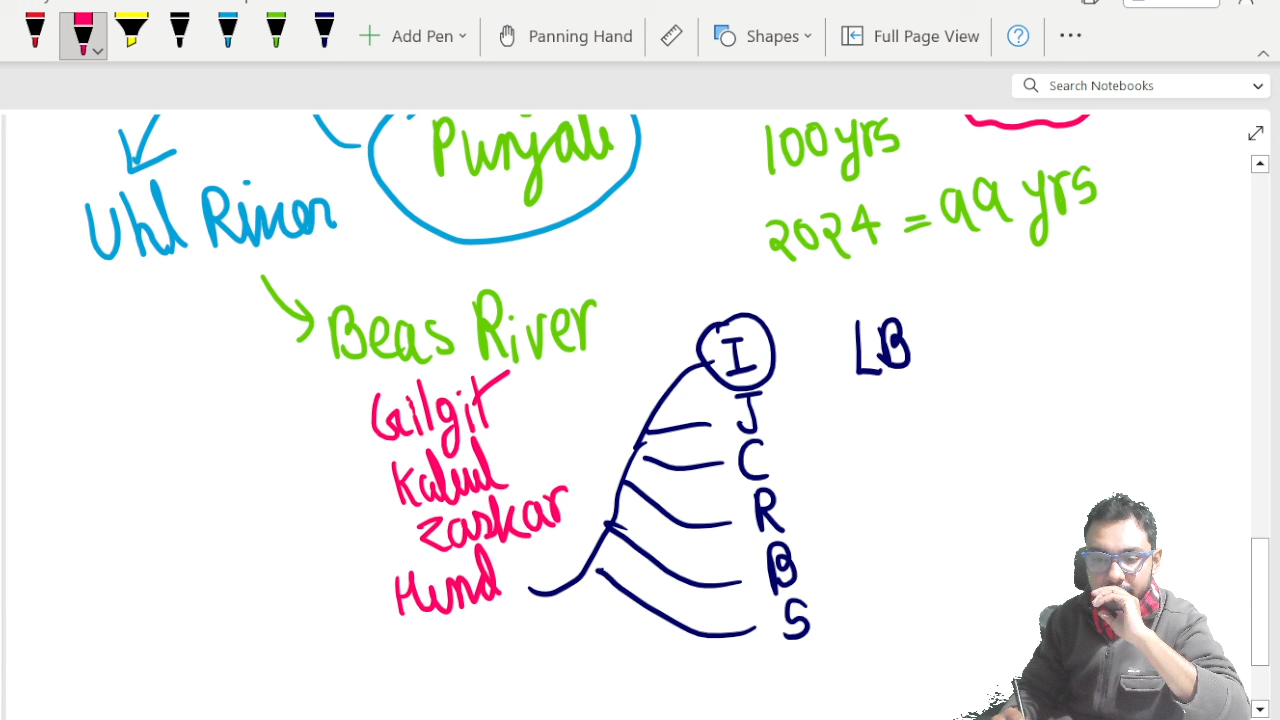 Add Pen
Panning Hand
Shapes
Full Page View
Search Notebooks
Punjab
100 yrs
Uhl River
2024 = 99 yrs
Beas River
I
LB
Gilgit
J
Kabul
C
Zaskar
R
B
S